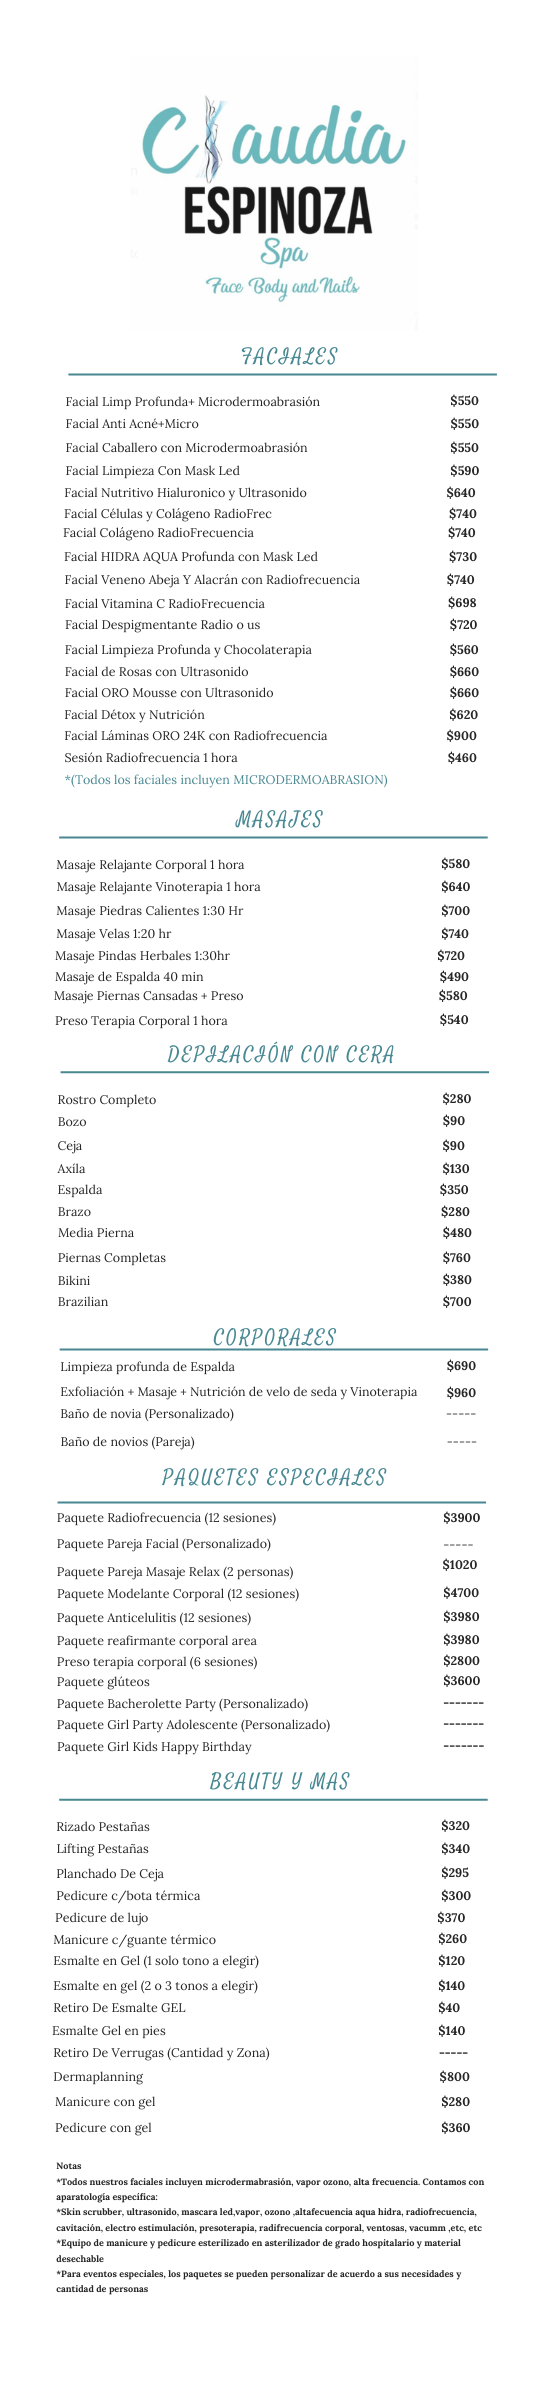 Claudia
ESPINOZA
Spa
Face Body and Nails
FACIALES
Facial Limp Profunda+ Microdermoabrasión $550
Facial Anti Acné+Micro $550
Facial Caballero con Microdermoabrasión $550
Facial Limpieza Con Mask Led $590
Facial Nutritivo Hialuronico y Ultrasonido $640
Facial Células y Colágeno RadioFrec $740
Facial Colágeno RadioFrecuencia $740
Facial HIDRA AQUA Profunda con Mask Led $730
Facial Veneno Abeja Y Alacrán con Radiofrecuencia $740
Facial Vitamina C RadioFrecuencia $698
Facial Despigmentante Radio o us $720
Facial Limpieza Profunda y Chocolaterapia $560
Facial de Rosas con Ultrasonido $660
Facial ORO Mousse con Ultrasonido $660
Facial Détox y Nutrición $620
Facial Láminas ORO 24K con Radiofrecuencia $900
Sesión Radiofrecuencia 1 hora $460
*(Todos los faciales incluyen MICRODERMOABRASION)
MASAJES
Masaje Relajante Corporal 1 hora $580
Masaje Relajante Vinoterapia 1 hora $640
Masaje Piedras Calientes 1:30 Hr $700
Masaje Velas 1:20 hr $740
Masaje Pindas Herbales 1:30hr $720
Masaje de Espalda 40 min $490
Masaje Piernas Cansadas + Preso $580
Preso Terapia Corporal 1 hora $540
DEPILACIÓN CON CERA
Rostro Completo $280
Bozo $90
Ceja $90
Axíla $130
Espalda $350
Brazo $280
Media Pierna $480
Piernas Completas $760
Bikini $380
Brazilian $700
CORPORALES
Limpieza profunda de Espalda $690
Exfoliación + Masaje + Nutrición de velo de seda y Vinoterapia $960
Baño de novia (Personalizado) -----
Baño de novios (Pareja) -----
PAQUETES ESPECIALES
Paquete Radiofrecuencia (12 sesiones) $3900
Paquete Pareja Facial (Personalizado) -----
Paquete Pareja Masaje Relax (2 personas) $1020
Paquete Modelante Corporal (12 sesiones) $4700
Paquete Anticelulitis (12 sesiones) $3980
Paquete reafirmante corporal area $3980
Preso terapia corporal (6 sesiones) $2800
Paquete glúteos $3600
Paquete Bacherolette Party (Personalizado) -------
Paquete Girl Party Adolescente (Personalizado) -------
Paquete Girl Kids Happy Birthday -------
BEAUTY Y MAS
Rizado Pestañas $320
Lifting Pestañas $340
Planchado De Ceja $295
Pedicure c/bota térmica $300
Pedicure de lujo $370
Manicure c/guante térmico $260
Esmalte en Gel (1 solo tono a elegir) $120
Esmalte en gel (2 o 3 tonos a elegir) $140
Retiro De Esmalte GEL $40
Esmalte Gel en pies $140
Retiro De Verrugas (Cantidad y Zona) -----
Dermaplanning $800
Manicure con gel $280
Pedicure con gel $360
Notas
*Todos nuestros faciales incluyen microdermabrasión, vapor ozono, alta frecuencia. Contamos con
aparatología específica:
*Skin scrubber, ultrasonido, mascara led,vapor, ozono ,altafecuencia aqua hidra, radiofrecuencia,
cavitación, electro estimulación, presoterapia, radifrecuencia corporal, ventosas, vacumm ,etc, etc
*Equipo de manicure y pedicure esterilizado en asterilizador de grado hospitalario y material
desechable
*Para eventos especiales, los paquetes se pueden personalizar de acuerdo a sus necesidades y
cantidad de personas